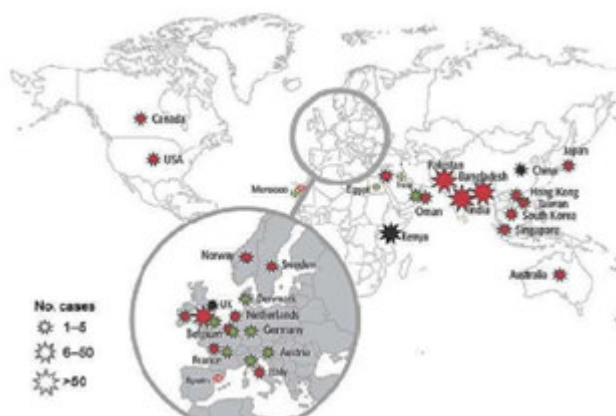 Canada
USA
Japan
China
Pakistan
Bangladesh
Morocco
Egypt
Hong Kong
Taiwan
Oman
India
South Korea
Kenya
Singapore
Norway
Sweden
Australia
Denmark
UK
Netherlands
Belgium
Germany
France
Austria
Spain
Italy
No. cases
1–5
6–50
>50